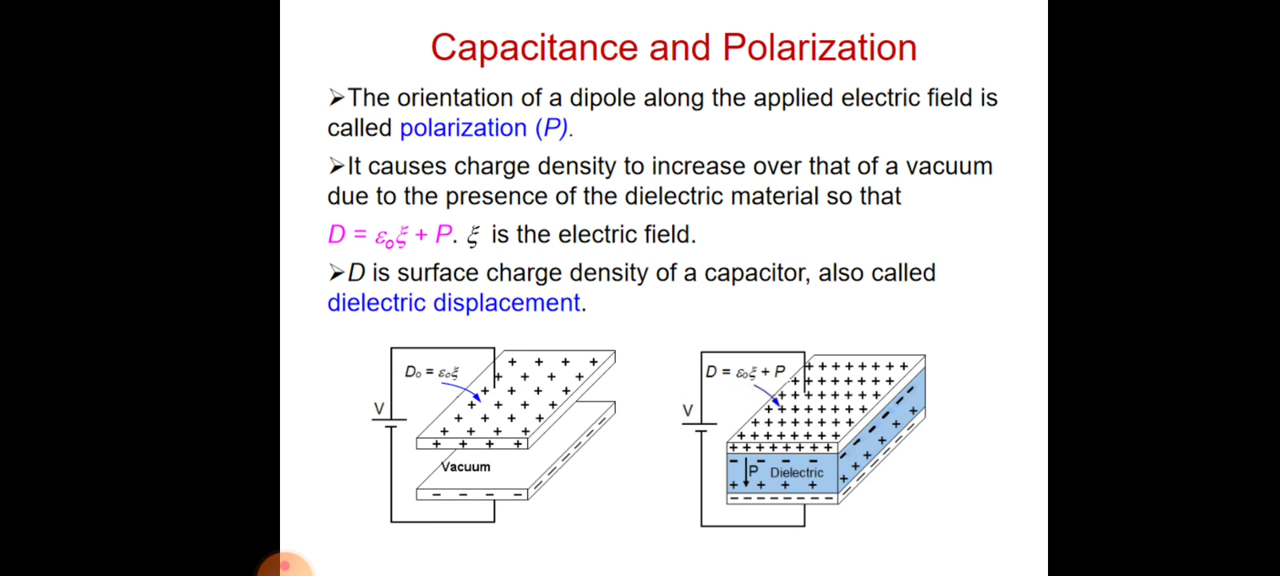 Capacitance and Polarization
➢The orientation of a dipole along the applied electric field is
called polarization (P).
➢It causes charge density to increase over that of a vacuum
due to the presence of the dielectric material so that
D = ε₀ξ + P. ξ is the electric field.
➢D is surface charge density of a capacitor, also called
dielectric displacement.
D₀ = ε₀ξ
V
Vacuum
D = ε₀ξ + P
V
P Dielectric